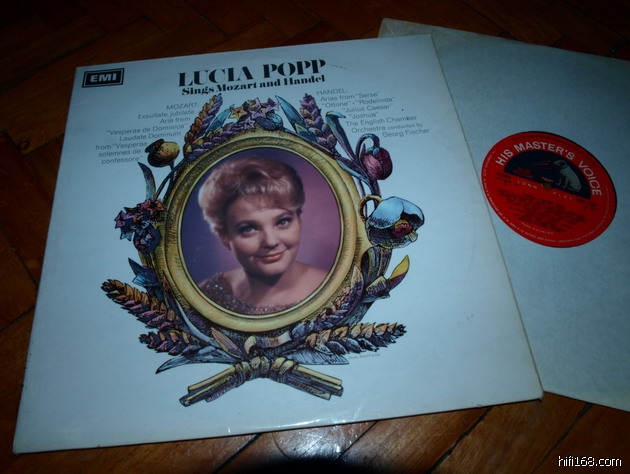 EMI
LUCIA POPP
Sings Mozart and Handel
MOZART:
Exsultate, jubilate
Aria from
"Vesperae de Dominica"
Laudate Dominum
from "Vesperae
solennes de
confessore"
HANDEL:
Arias from "Serse"
"Ottone" - "Rodelinda"
"Julius Caesar"
"Joshua"
The English Chamber
Orchestra conducted by
Georg Fischer
HIS MASTER'S VOICE
hifi168.com